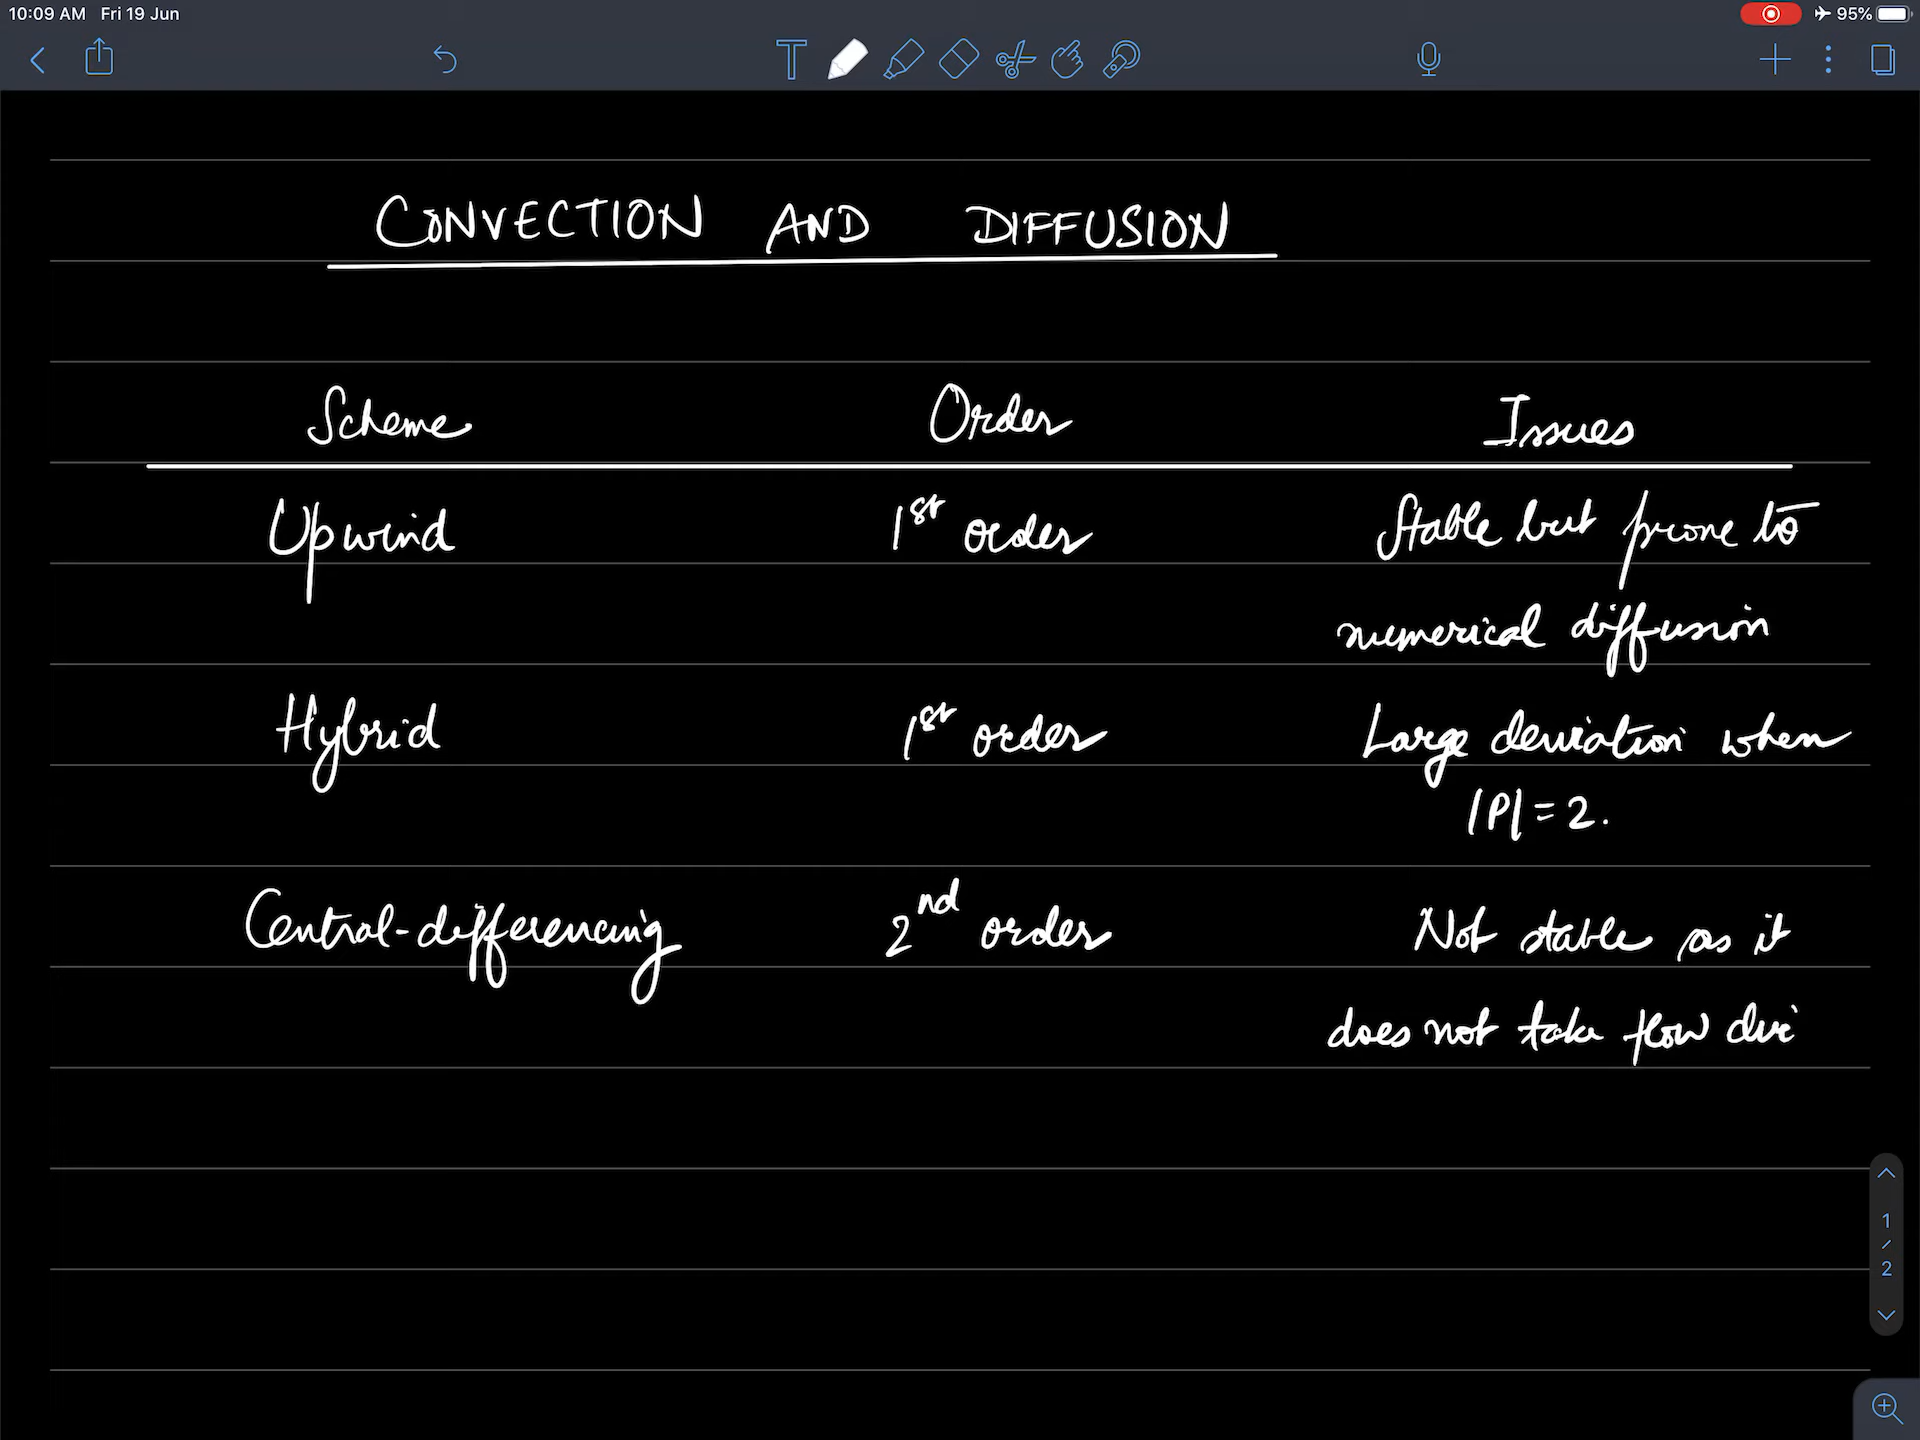 10:09 AM Fri 19 Jun 95%
CONVECTION AND DIFFUSION
Scheme Order Issues
Upwind 1st order Stable but prone to
numerical diffusion
Hybrid 1st order Large deviation when
|P| = 2.
Central-differencing 2nd order Not stable as it
does not take flow dire
1
/
2